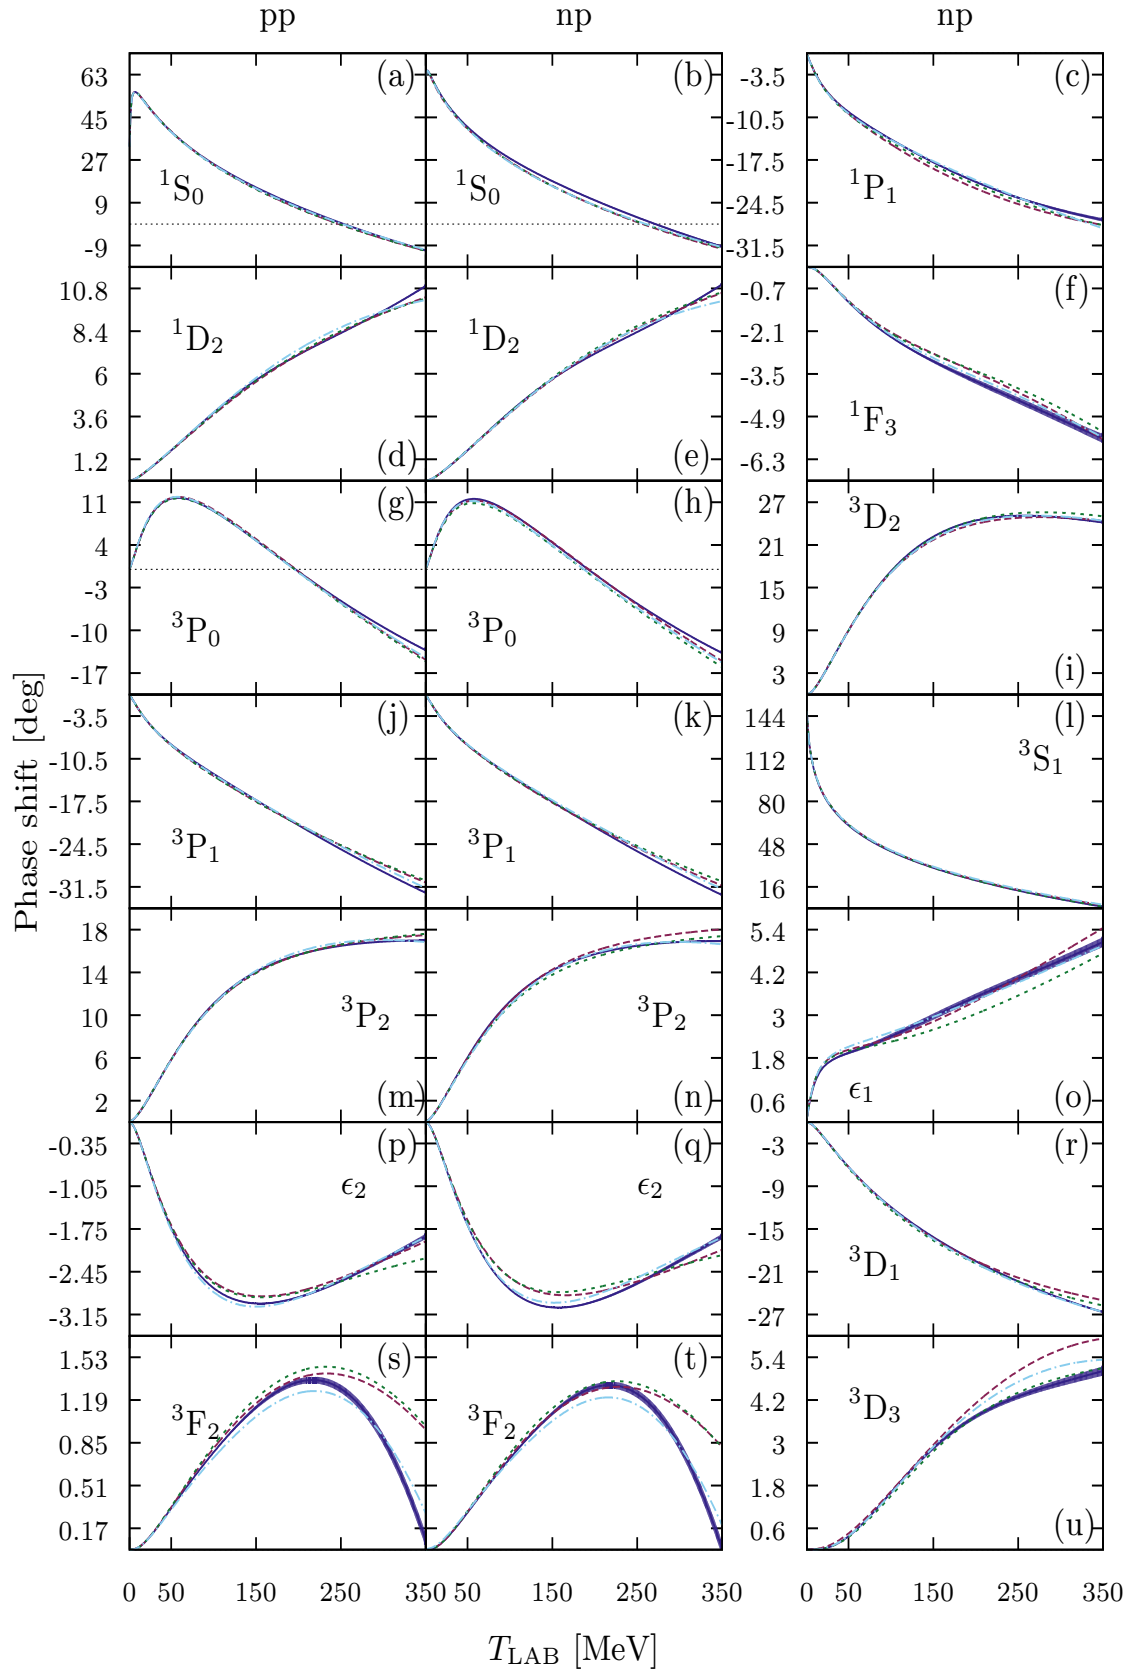 pp np np
63 (a) (b) -3.5 (c)
45 -10.5
27 -17.5
¹S₀ ¹S₀ ¹P₁
9 -24.5
-9 -31.5
10.8 -0.7 (f)
8.4 ¹D₂ ¹D₂ -2.1
6 -3.5
3.6 -4.9 ¹F₃
1.2 (d) (e) -6.3
11 (g) (h) 27 ³D₂
4 21
-3 15
-10 ³P₀ ³P₀ 9
-17 3 (i)
-3.5 (j) (k) 144 (l)
-10.5 112 ³S₁
-17.5 80
-24.5 ³P₁ ³P₁ 48
-31.5 16
18 5.4
14 4.2
10 ³P₂ ³P₂ 3
6 1.8
2 (m) (n) 0.6 ϵ₁ (o)
-0.35 (p) (q) -3 (r)
-1.05 ϵ₂ ϵ₂ -9
-1.75 -15
-2.45 -21 ³D₁
-3.15 -27
1.53 (s) (t) 5.4
1.19 ³F₂ ³F₂ 4.2 ³D₃
0.85 3
0.51 1.8
0.17 0.6 (u)
0 50 150 250 350 50 150 250 350 0 50 150 250 350
Phase shift [deg]
T_LAB [MeV]